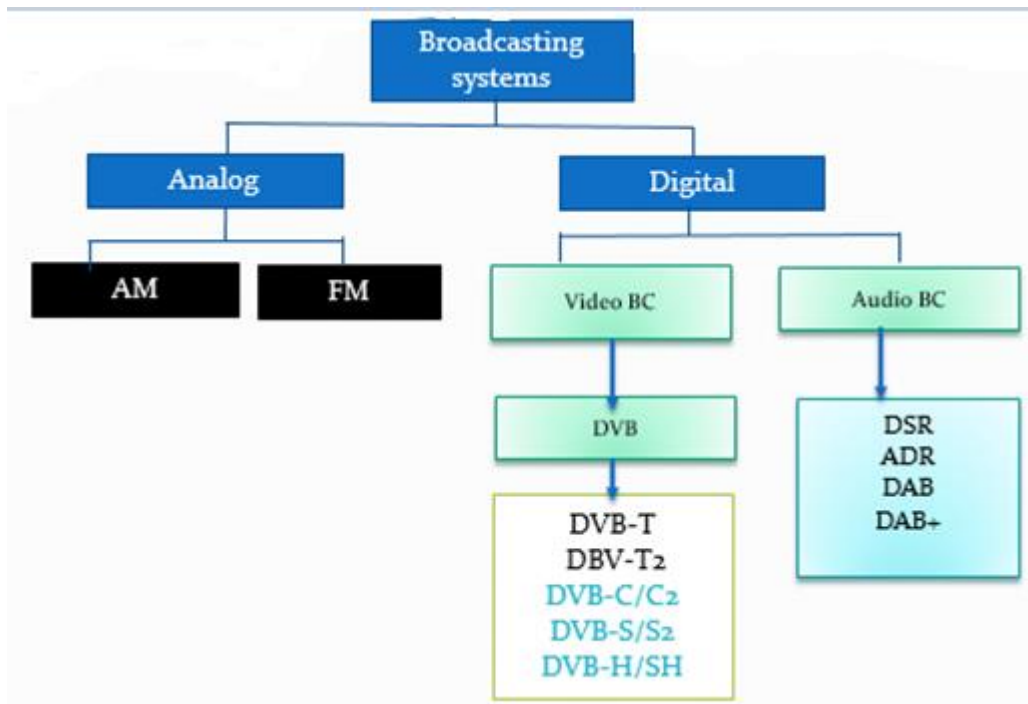 Broadcasting
systems
Analog
Digital
AM
FM
Video BC
Audio BC
DVB
DSR
ADR
DAB
DAB+
DVB-T
DBV-T2
DVB-C/C2
DVB-S/S2
DVB-H/SH